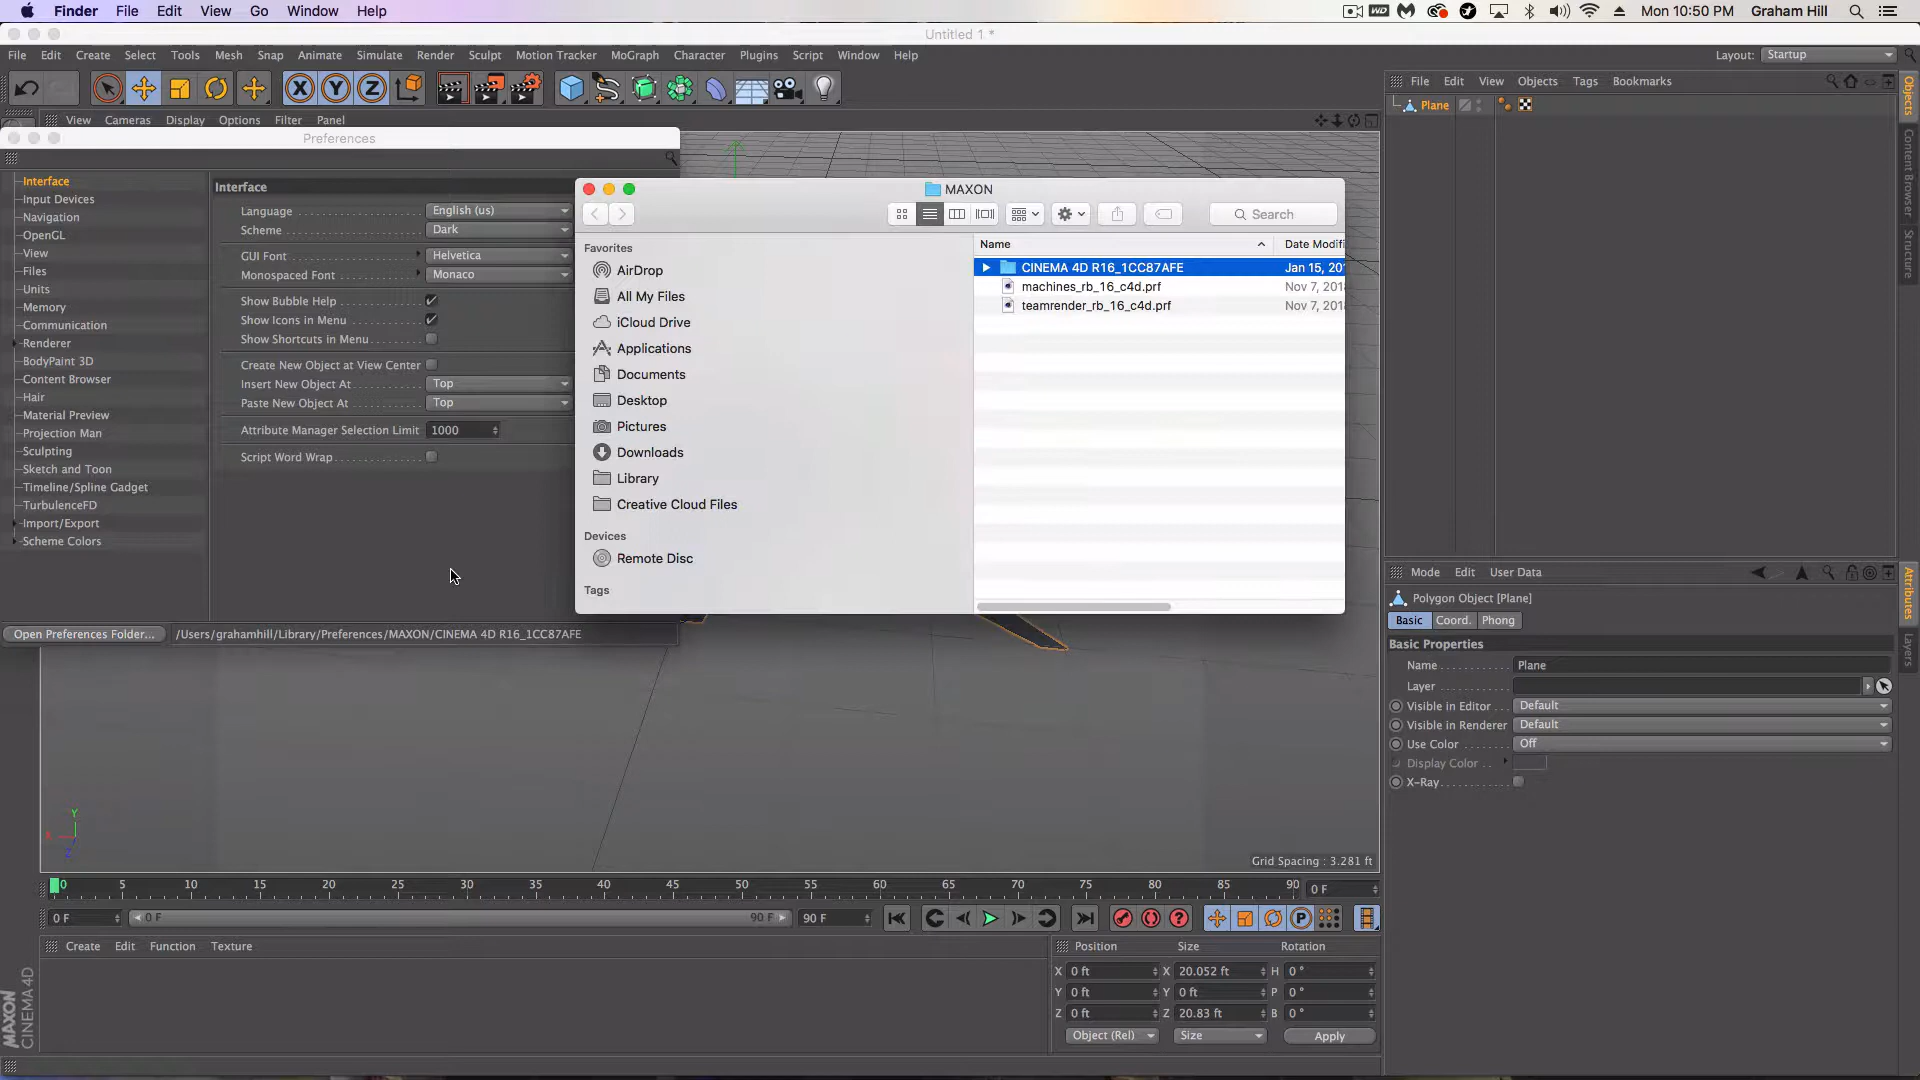 Finder File Edit View Go Window Help Mon 10:50 PM Graham Hill
Untitled 1 *
File Edit Create Select Tools Mesh Snap Animate Simulate Render Sculpt Motion Tracker MoGraph Character Plugins Script Window Help Layout: Startup
X Y Z
File Edit View Objects Tags Bookmarks
View Cameras Display Options Filter Panel
Plane
Objects
Content Browser
Structure
Preferences
Interface
Input Devices
Navigation
OpenGL
View
Files
Units
Memory
Communication
Renderer
BodyPaint 3D
Content Browser
Hair
Material Preview
Projection Man
Sculpting
Sketch and Toon
Timeline/Spline Gadget
TurbulenceFD
Import/Export
Scheme Colors
Interface
Language English (us)
Scheme Dark
GUI Font Helvetica
Monospaced Font Monaco
Show Bubble Help
Show Icons in Menu
Show Shortcuts in Menu
Create New Object at View Center
Insert New Object At Top
Paste New Object At Top
Attribute Manager Selection Limit 1000
Script Word Wrap
Open Preferences Folder... /Users/grahamhill/Library/Preferences/MAXON/CINEMA 4D R16_1CC87AFE
MAXON
Search
Favorites
AirDrop
All My Files
iCloud Drive
Applications
Documents
Desktop
Pictures
Downloads
Library
Creative Cloud Files
Devices
Remote Disc
Tags
Name Date Modifi
CINEMA 4D R16_1CC87AFE Jan 15, 20
machines_rb_16_c4d.prf Nov 7, 201
teamrender_rb_16_c4d.prf Nov 7, 201
Mode Edit User Data
Polygon Object [Plane]
Basic Coord. Phong
Basic Properties
Name Plane
Layer
Visible in Editor Default
Visible in Renderer Default
Use Color Off
Display Color
X-Ray
Attributes
Layers
Y
X
Z
Grid Spacing : 3.281 ft
0 5 10 15 20 25 30 35 40 45 50 55 60 65 70 75 80 85 90 0 F
0 F 0 F 90 F 90 F
Create Edit Function Texture
Position Size Rotation
X 0 ft X 20.052 ft H 0 °
Y 0 ft Y 0 ft P 0 °
Z 0 ft Z 20.83 ft B 0 °
Object (Rel) Size Apply
MAXON
CINEMA 4D